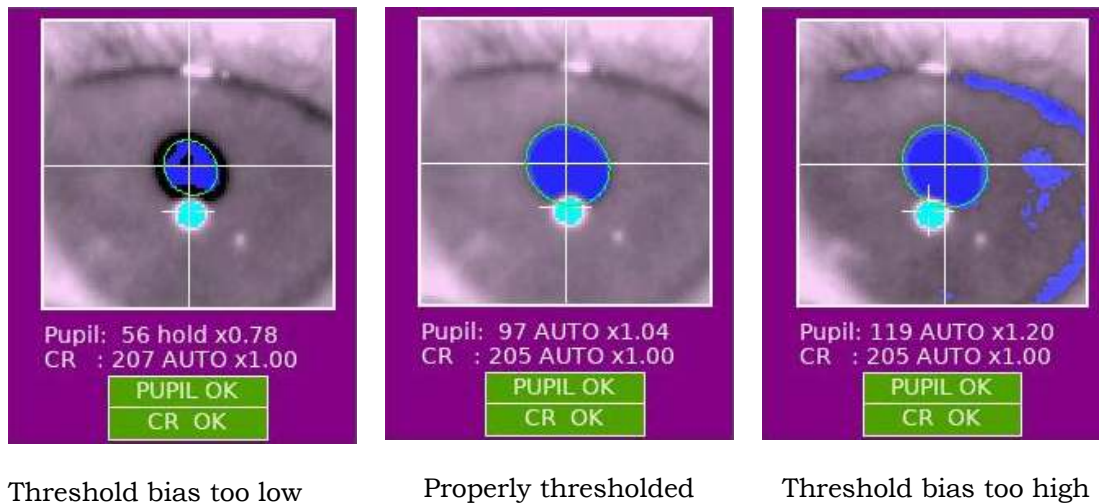 Pupil: 56 hold x0.78
CR : 207 AUTO x1.00
PUPIL OK
CR OK
Threshold bias too low
Pupil: 97 AUTO x1.04
CR : 205 AUTO x1.00
PUPIL OK
CR OK
Properly thresholded
Pupil: 119 AUTO x1.20
CR : 205 AUTO x1.00
PUPIL OK
CR OK
Threshold bias too high